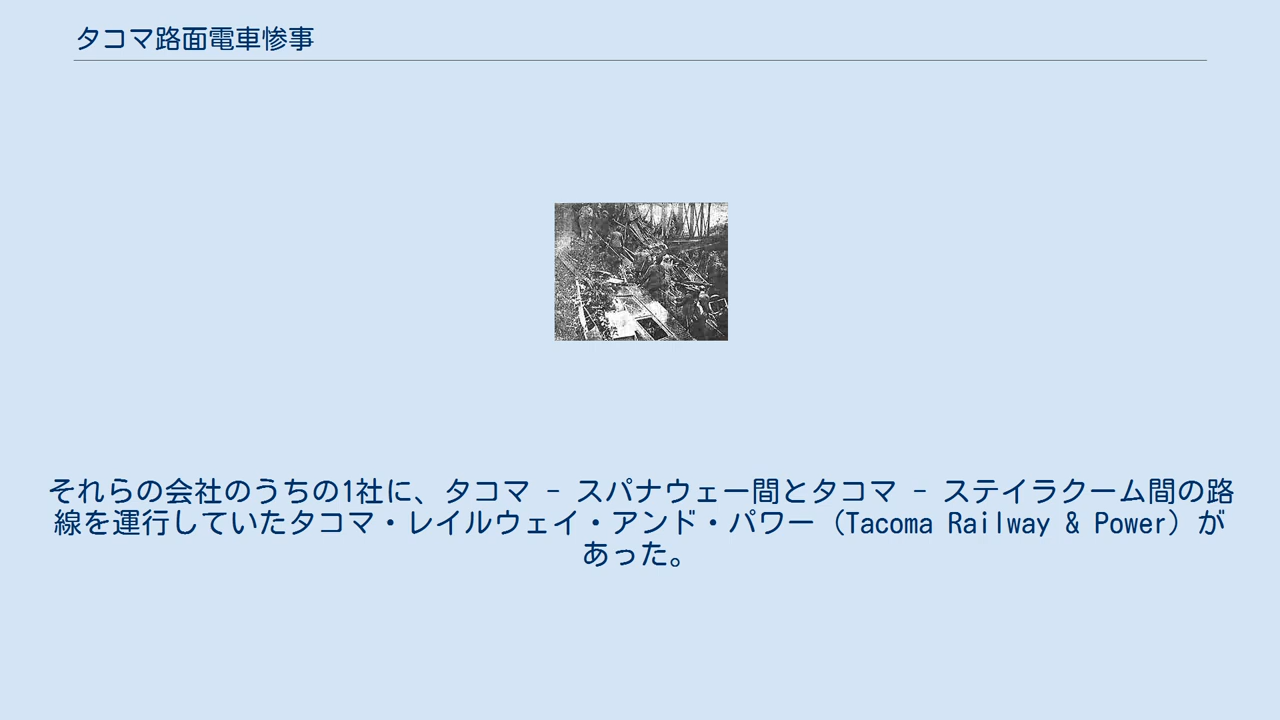 タコマ路面電車惨事
それらの会社のうちの1社に、タコマ - スパナウェー間とタコマ - ステイラクーム間の路
線を運行していたタコマ・レイルウェイ・アンド・パワー（Tacoma Railway & Power）が
あった。